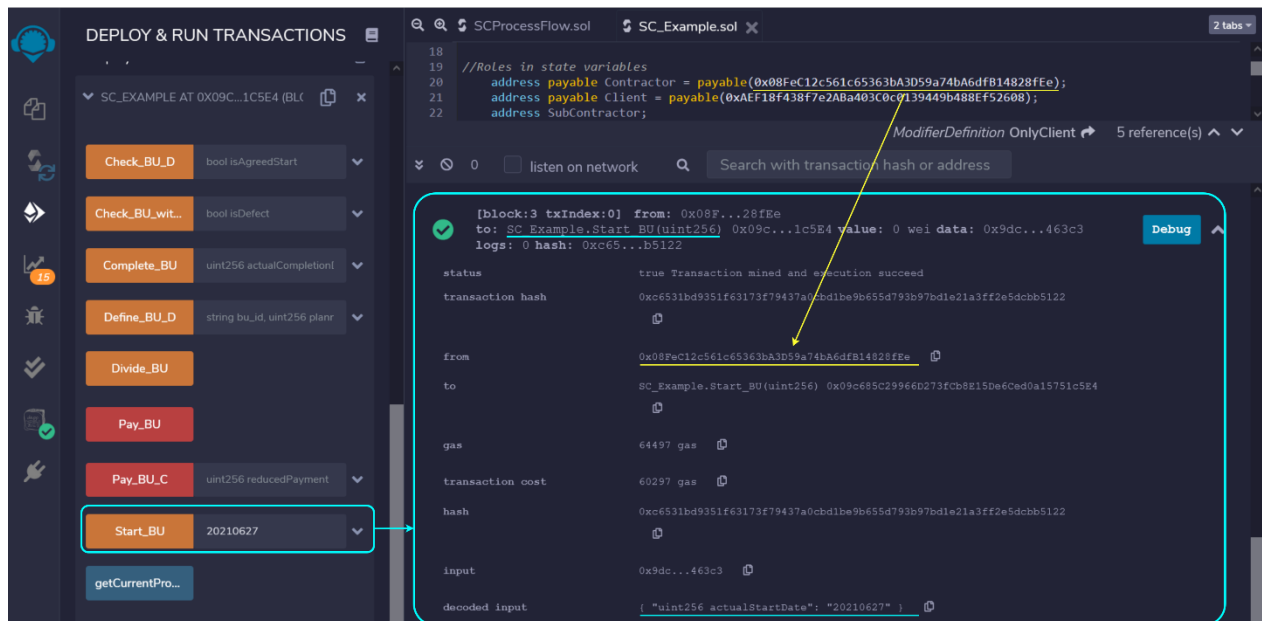 DEPLOY & RUN TRANSACTIONS
SC_EXAMPLE AT 0X09C...1C5E4 (BL(
Check_BU_D bool isAgreedStart
Check_BU_wit... bool isDefect
Complete_BU uint256 actualCompletion[
Define_BU_D string bu_id, uint256 planr
Divide_BU
Pay_BU
Pay_BU_C uint256 reducedPayment
Start_BU 20210627
getCurrentPro...
15
SCProcessFlow.sol SC_Example.sol 2 tabs
18
19 //Roles in state variables
20 address payable Contractor = payable(0x08FeC12c561c65363bA3D59a74bA6dfB14828fEe);
21 address payable Client = payable(0xAEF18f438f7e2ABa403C0c0139449b488Ef52608);
22 address SubContractor;
ModifierDefinition OnlyClient 5 reference(s)
0 listen on network Search with transaction hash or address
[block:3 txIndex:0] from: 0x08F...28fEe
to: SC_Example.Start_BU(uint256) 0x09c...1c5E4 value: 0 wei data: 0x9dc...463c3
logs: 0 hash: 0xc65...b5122
Debug
status true Transaction mined and execution succeed
transaction hash 0xc6531bd9351f63173f79437a0cbd1be9b655d793b97bd1e21a3ff2e5dcbb5122
from 0x08FeC12c561c65363bA3D59a74bA6dfB14828fEe
to SC_Example.Start_BU(uint256) 0x09c685C29966D273fCb8E15De6Ced0a15751c5E4
gas 64497 gas
transaction cost 60297 gas
hash 0xc6531bd9351f63173f79437a0cbd1be9b655d793b97bd1e21a3ff2e5dcbb5122
input 0x9dc...463c3
decoded input { "uint256 actualStartDate": "20210627" }